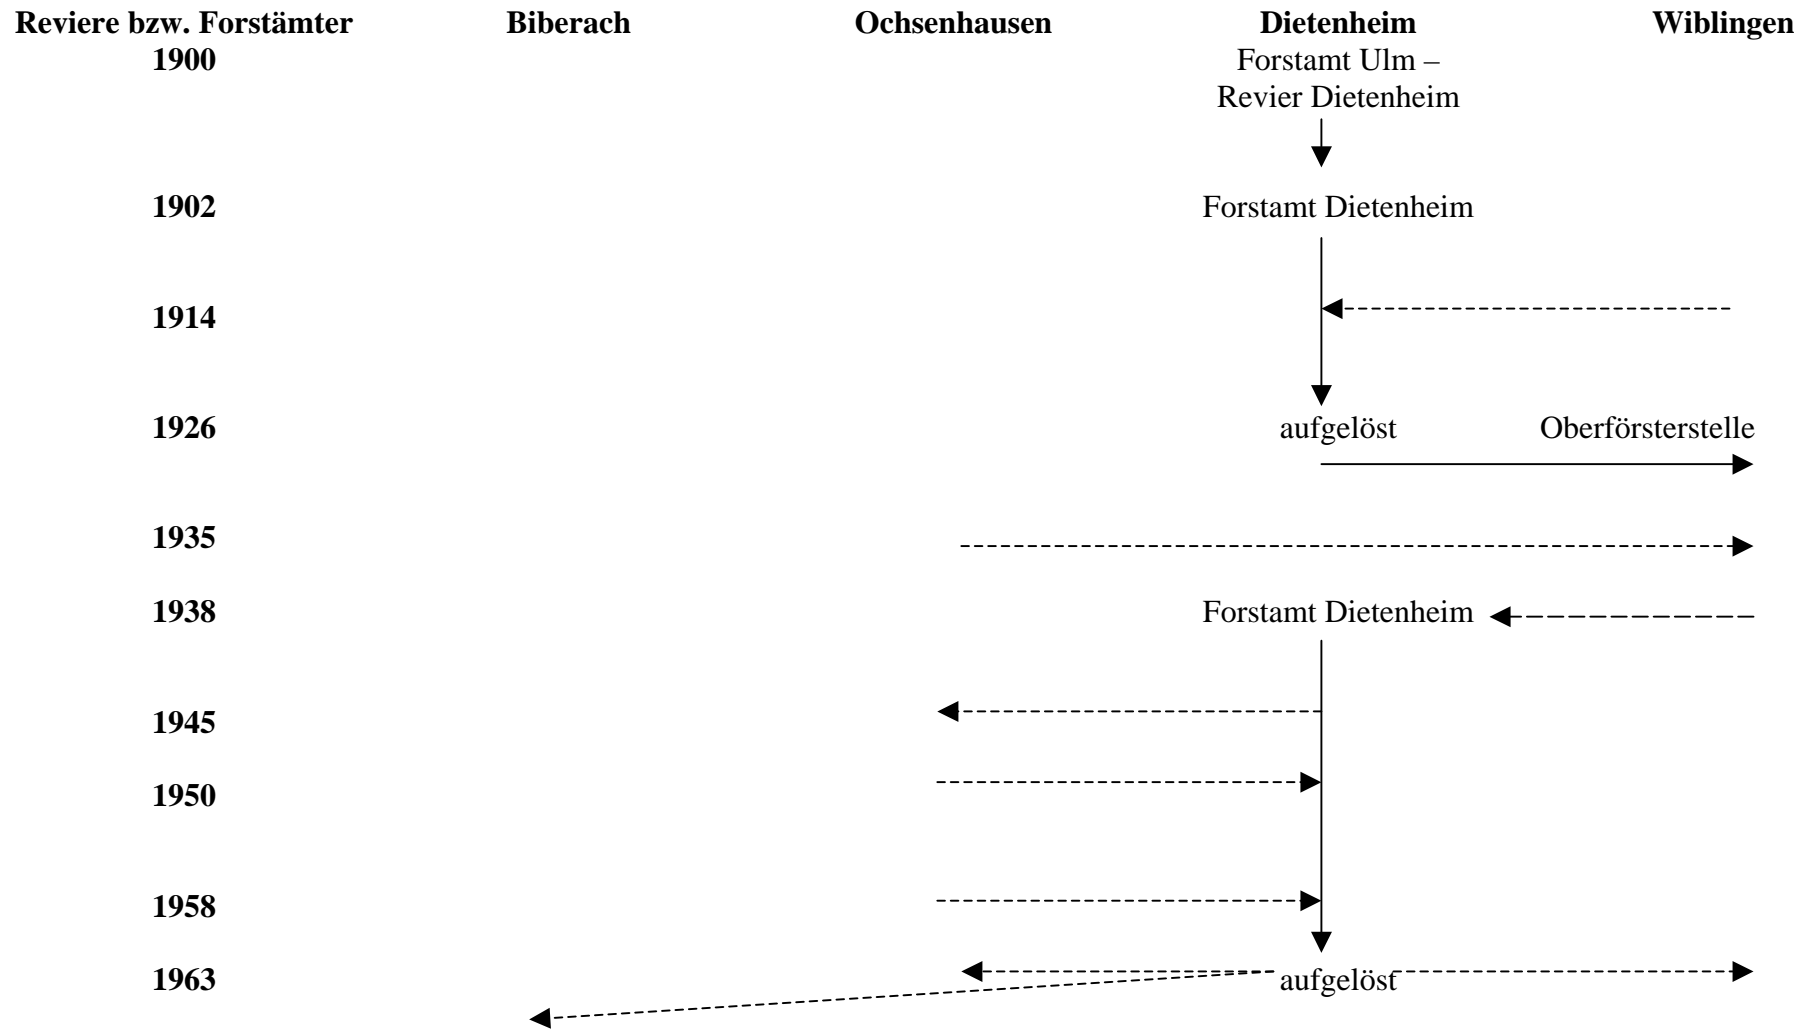 Reviere bzw. Forstämter Biberach Ochsenhausen Dietenheim Wiblingen
1900 Forstamt Ulm –
Revier Dietenheim
1902 Forstamt Dietenheim
1914
1926 aufgelöst Oberförsterstelle
1935
1938 Forstamt Dietenheim
1945
1950
1958
1963 aufgelöst